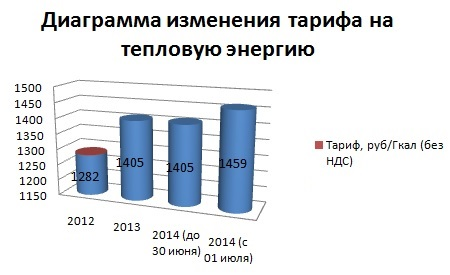 Диаграмма изменения тарифа на
тепловую энергию
1500
1450
1400
1350
1300
1250
1200
1150
1282
1405
1405
1459
2012
2013
2014 (до
30 июня)
2014 (с
01 июля)
Тариф, руб/Гкал (без
НДС)